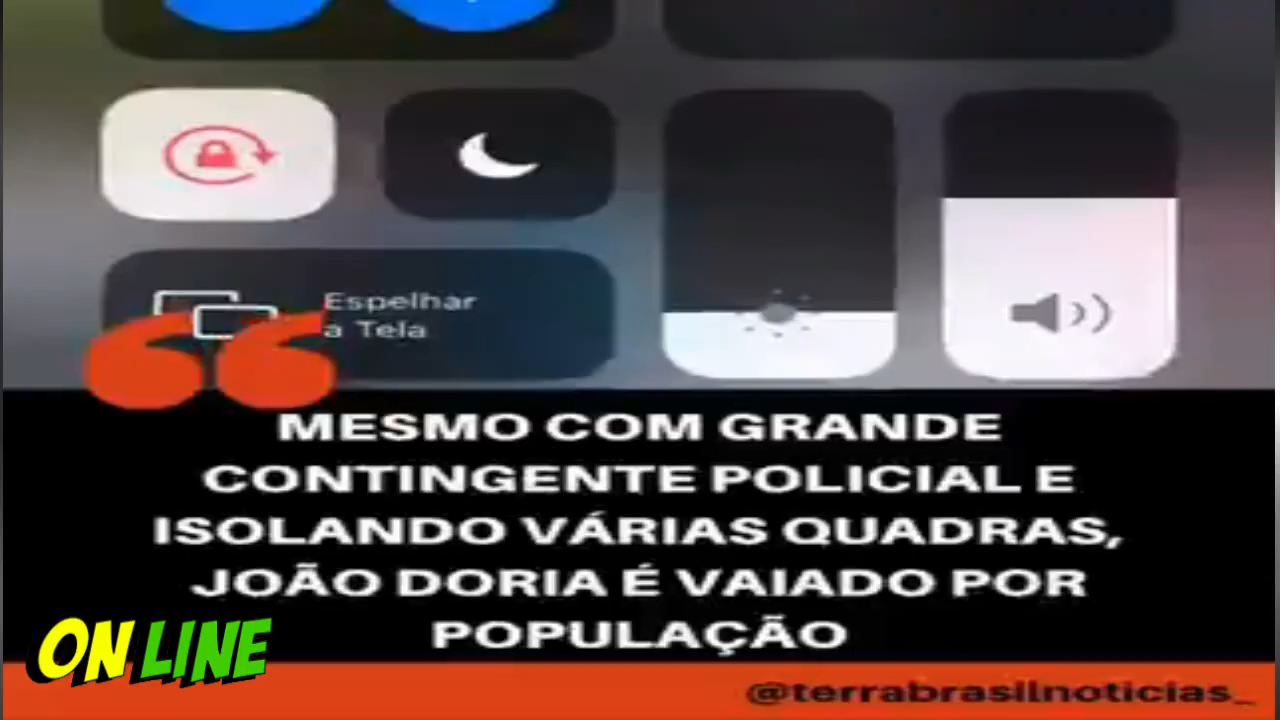 Espelhar
a Tela
MESMO COM GRANDE
CONTINGENTE POLICIAL E
ISOLANDO VÁRIAS QUADRAS,
JOÃO DORIA É VAIADO POR
POPULAÇÃO
ON LINE
@terrabrasilnoticias_